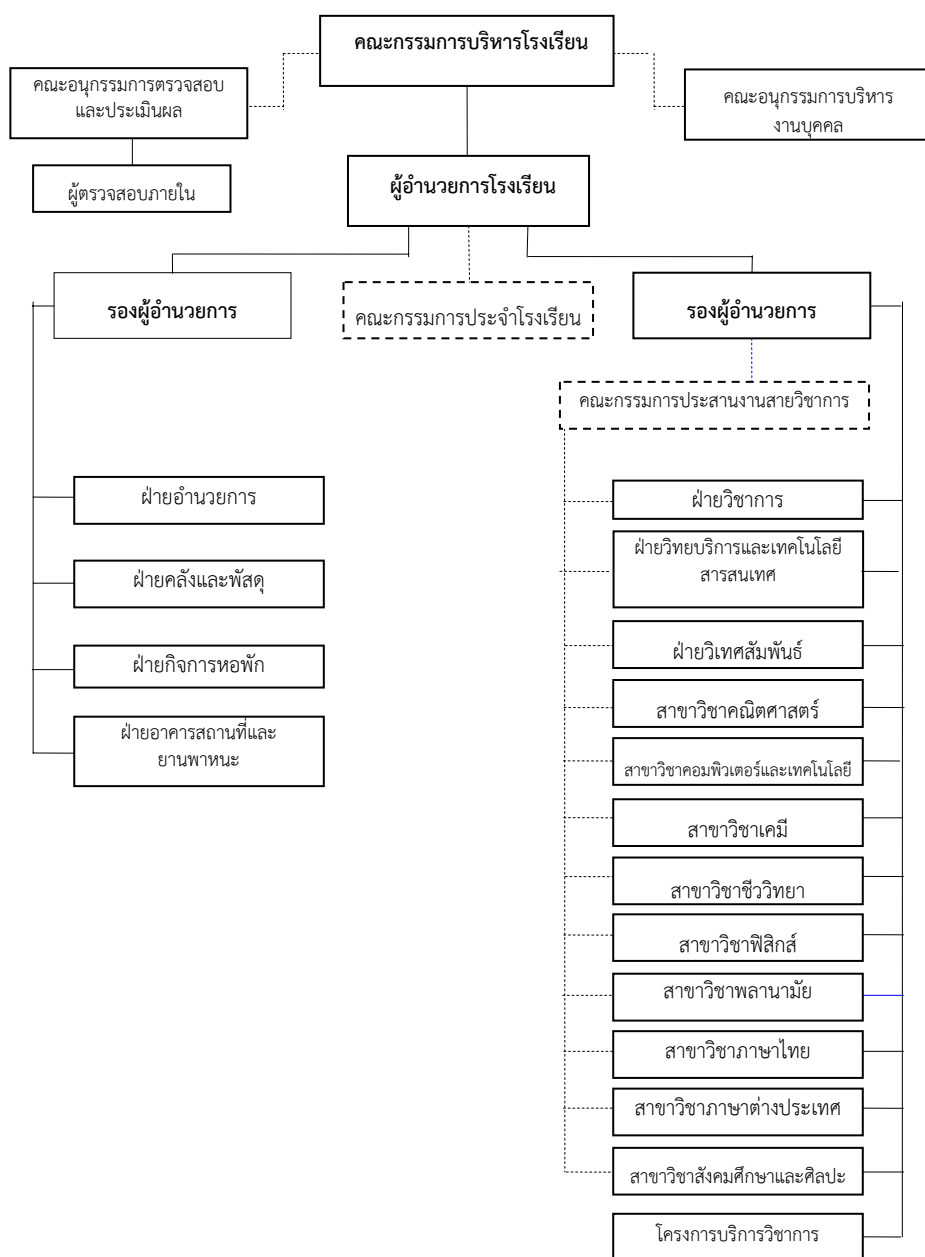 คณะกรรมการบริหารโรงเรียน
คณะอนุกรรมการตรวจสอบ
และประเมินผล
คณะอนุกรรมการบริหาร
งานบุคคล
ผู้ตรวจสอบภายใน
ผู้อำนวยการโรงเรียน
รองผู้อำนวยการ
คณะกรรมการประจำโรงเรียน
รองผู้อำนวยการ
คณะกรรมการประสานงานสายวิชาการ
ฝ่ายอำนวยการ
ฝ่ายคลังและพัสดุ
ฝ่ายกิจการหอพัก
ฝ่ายอาคารสถานที่และ
ยานพาหนะ
ฝ่ายวิชาการ
ฝ่ายวิทยบริการและเทคโนโลยี
สารสนเทศ
ฝ่ายวิเทศสัมพันธ์
สาขาวิชาคณิตศาสตร์
สาขาวิชาคอมพิวเตอร์และเทคโนโลยี
สาขาวิชาเคมี
สาขาวิชาชีววิทยา
สาขาวิชาฟิสิกส์
สาขาวิชาพลานามัย
สาขาวิชาภาษาไทย
สาขาวิชาภาษาต่างประเทศ
สาขาวิชาสังคมศึกษาและศิลปะ
โครงการบริการวิชาการ